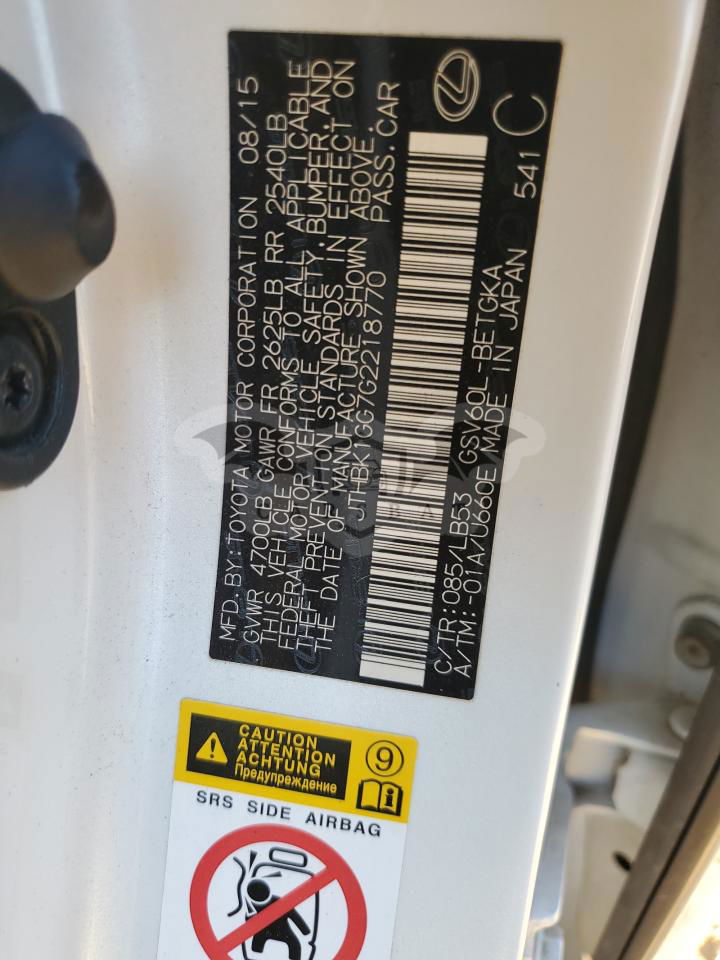 MFD.BY:TOYOTA MOTOR CORPORATION 08/15
GVWR 4700LB GAWR FR 2625LB RR 2540LB
THIS VEHICLE CONFORMS TO ALL APPLICABLE
FEDERAL MOTOR VEHICLE SAFETY, BUMPER, AND
THEFT PREVENTION STANDARDS IN EFFECT ON
THE DATE OF MANUFACTURE SHOWN ABOVE.
JTHBK1GG7G2218770 PASS.CAR
C/TR:085/LB53 GSV60L-BETGKA
A/TM:-01A/U660E MADE IN JAPAN 541
C
CAUTION
ATTENTION
ACHTUNG
Предупреждение
9
SRS SIDE AIRBAG